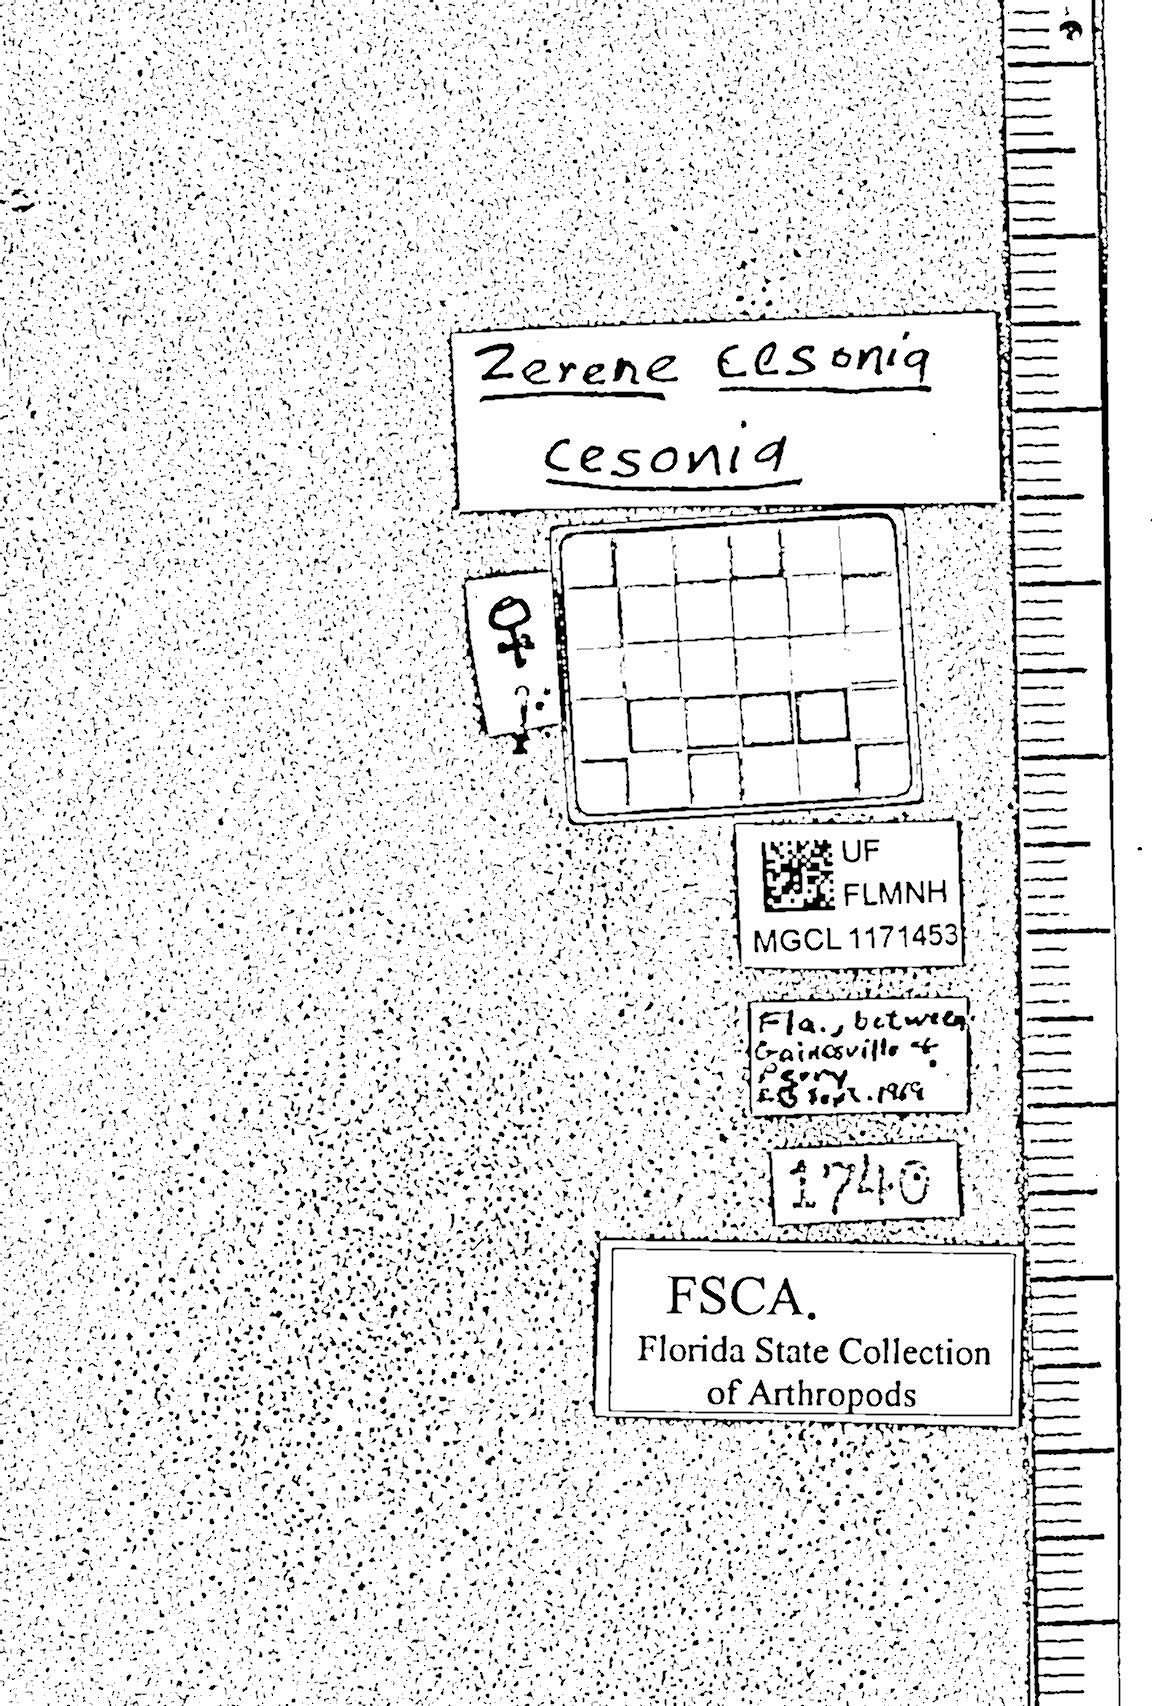 Zerene cesonia
cesonia
♀
UF
FLMNH
MGCL 1171453
Fla., between
Gainesville &
Perry
Sept. 1969
1740
FSCA.
Florida State Collection
of Arthropods